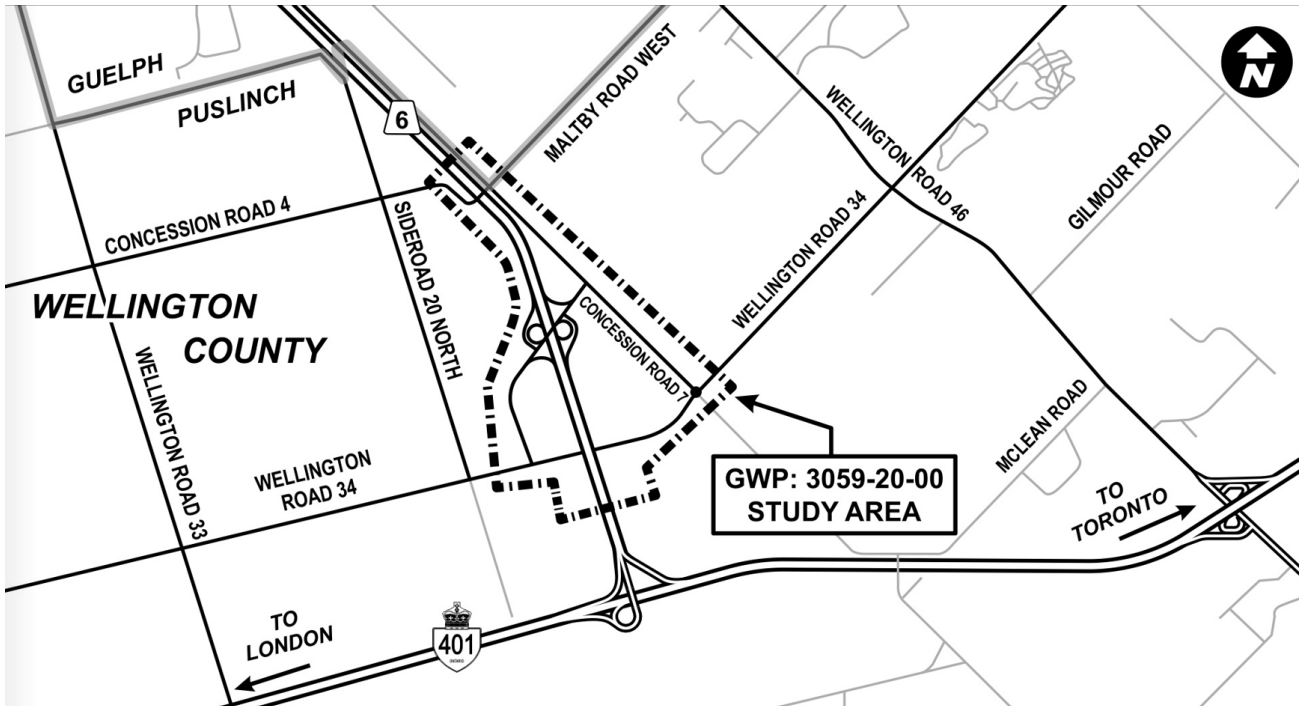 GUELPH
PUSLINCH
6
MALTBY ROAD WEST
N
WELLINGTON ROAD 46
GILMOUR ROAD
CONCESSION ROAD 4
SIDEROAD 20 NORTH
WELLINGTON ROAD 34
WELLINGTON
COUNTY
CONCESSION ROAD 7
WELLINGTON ROAD 33
MCLEAN ROAD
WELLINGTON
ROAD 34
GWP: 3059-20-00
STUDY AREA
TO
TORONTO
TO
LONDON
401
ONTARIO